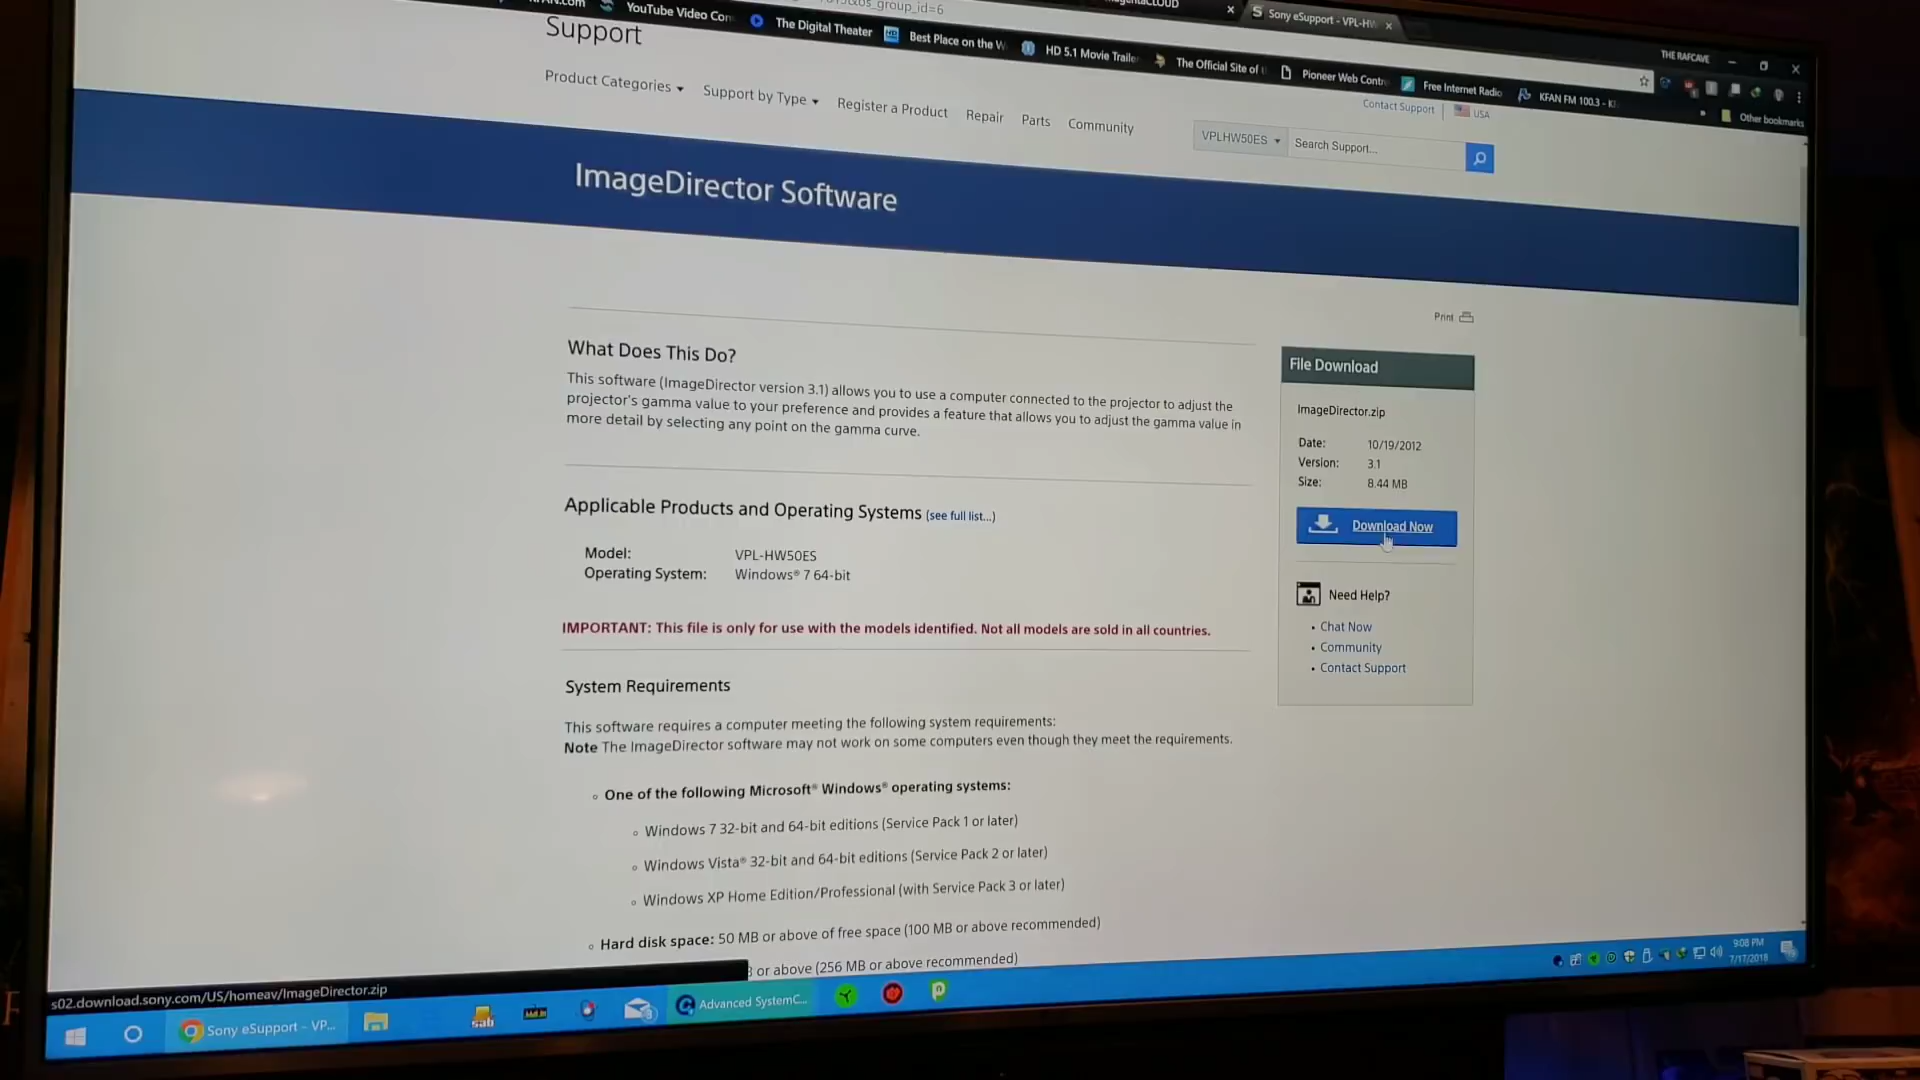 _group_id=6
Sony eSupport - VPL-HW
THE RAFCAVE
YouTube Video Con
The Digital Theater
Best Place on the W
HD 5.1 Movie Traile
The Official Site of
Pioneer Web Contr
Free Internet Radio
KFAN FM 100.3 - K
Other bookmarks
Support
Contact Support
USA
Product Categories
Support by Type
Register a Product
Repair
Parts
Community
VPLHW50ES
Search Support...
ImageDirector Software
Print
What Does This Do?
This software (ImageDirector version 3.1) allows you to use a computer connected to the projector to adjust the
projector's gamma value to your preference and provides a feature that allows you to adjust the gamma value in
more detail by selecting any point on the gamma curve.
File Download
ImageDirector.zip
Date: 10/19/2012
Version: 3.1
Size: 8.44 MB
Download Now
Need Help?
• Chat Now
• Community
• Contact Support
Applicable Products and Operating Systems (see full list...)
Model: VPL-HW50ES
Operating System: Windows® 7 64-bit
IMPORTANT: This file is only for use with the models identified. Not all models are sold in all countries.
System Requirements
This software requires a computer meeting the following system requirements:
Note The ImageDirector software may not work on some computers even though they meet the requirements.
One of the following Microsoft® Windows® operating systems:
Windows 7 32-bit and 64-bit editions (Service Pack 1 or later)
Windows Vista® 32-bit and 64-bit editions (Service Pack 2 or later)
Windows XP Home Edition/Professional (with Service Pack 3 or later)
Hard disk space: 50 MB or above of free space (100 MB or above recommended)
or above (256 MB or above recommended)
s02.download.sony.com/US/homeav/ImageDirector.zip
Sony eSupport - VP...
sab
Advanced SystemC...
9:08 PM
7/17/2018